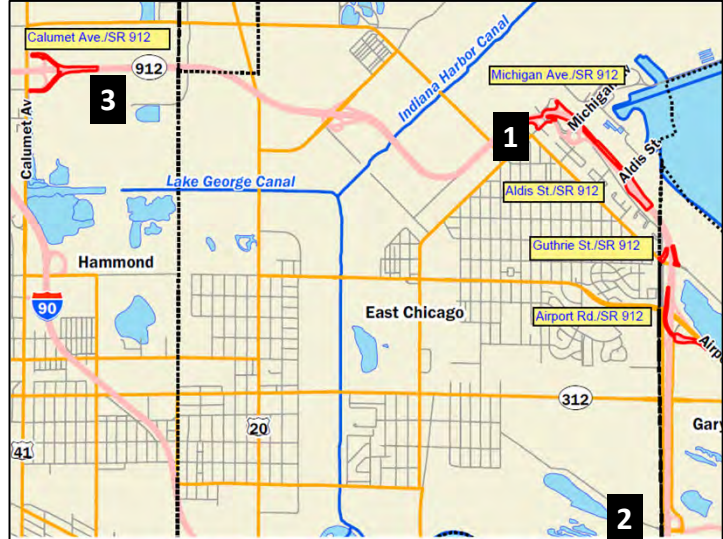 Calumet Ave./SR 912
912
3
Calumet Av
Indiana Harbor Canal
Michigan Ave./SR 912
Michigan
1
Aldis St.
Lake George Canal
Aldis St./SR 912
Guthrie St./SR 912
Hammond
90
East Chicago
Airport Rd./SR 912
Airpo
312
20
Gary
41
2